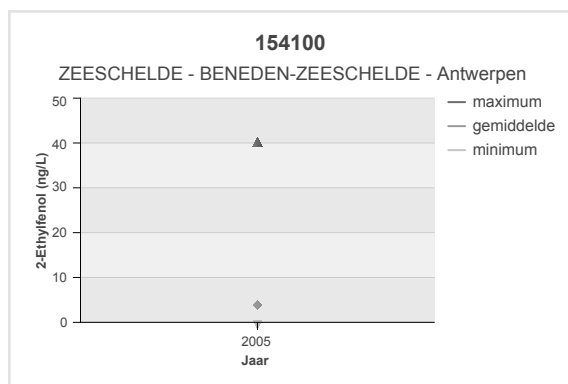 154100
ZEESCHELDE - BENEDEN-ZEESCHELDE - Antwerpen
maximum
gemiddelde
minimum
2-Ethylfenol (ng/L)
50
40
30
20
10
0
2005
Jaar